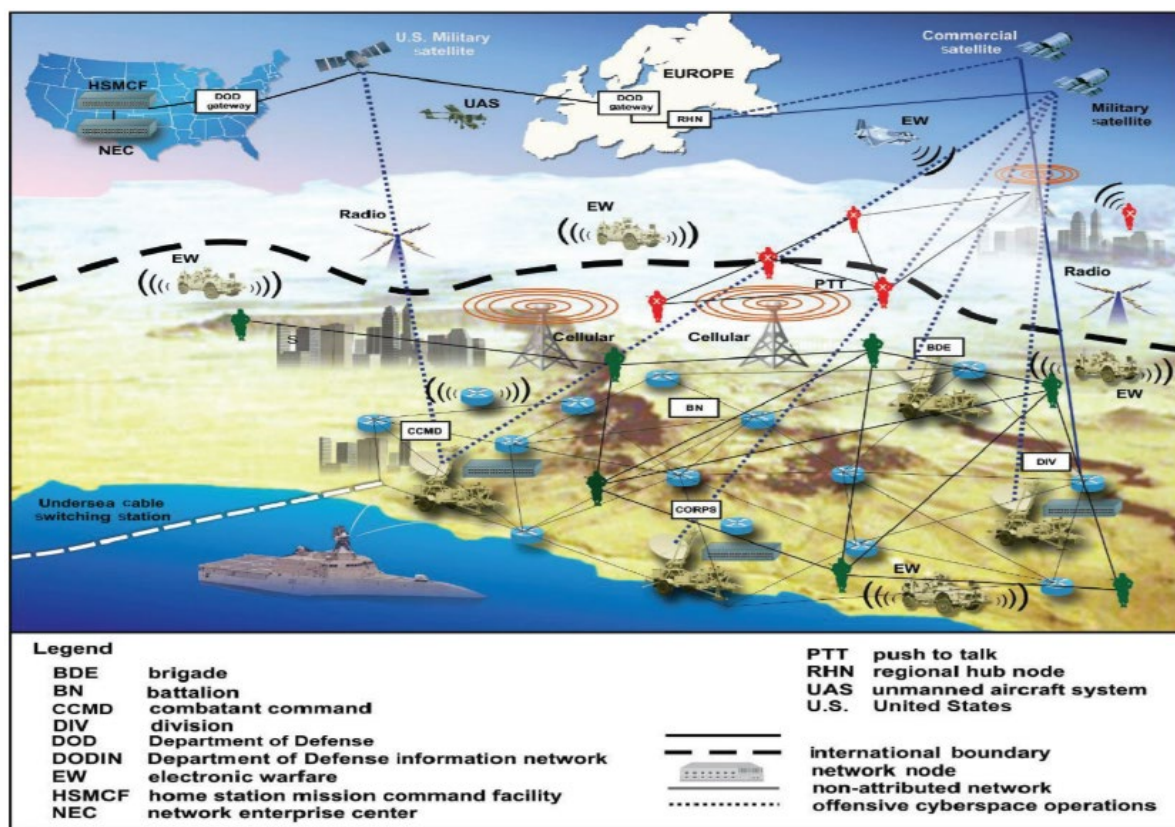 U.S. Military
satellite
Commercial
satellite
HSMCF
DOD
gateway
NEC
UAS
EUROPE
DOD
gateway
RHN
EW
Military
satellite
Radio
EW
EW
PTT
Radio
S
Cellular
Cellular
BDE
EW
BN
CCMD
DIV
Undersea cable
switching station
CORPS
EW
Legend
BDE brigade
BN battalion
CCMD combatant command
DIV division
DOD Department of Defense
DODIN Department of Defense information network
EW electronic warfare
HSMCF home station mission command facility
NEC network enterprise center
PTT push to talk
RHN regional hub node
UAS unmanned aircraft system
U.S. United States
international boundary
network node
non-attributed network
offensive cyberspace operations